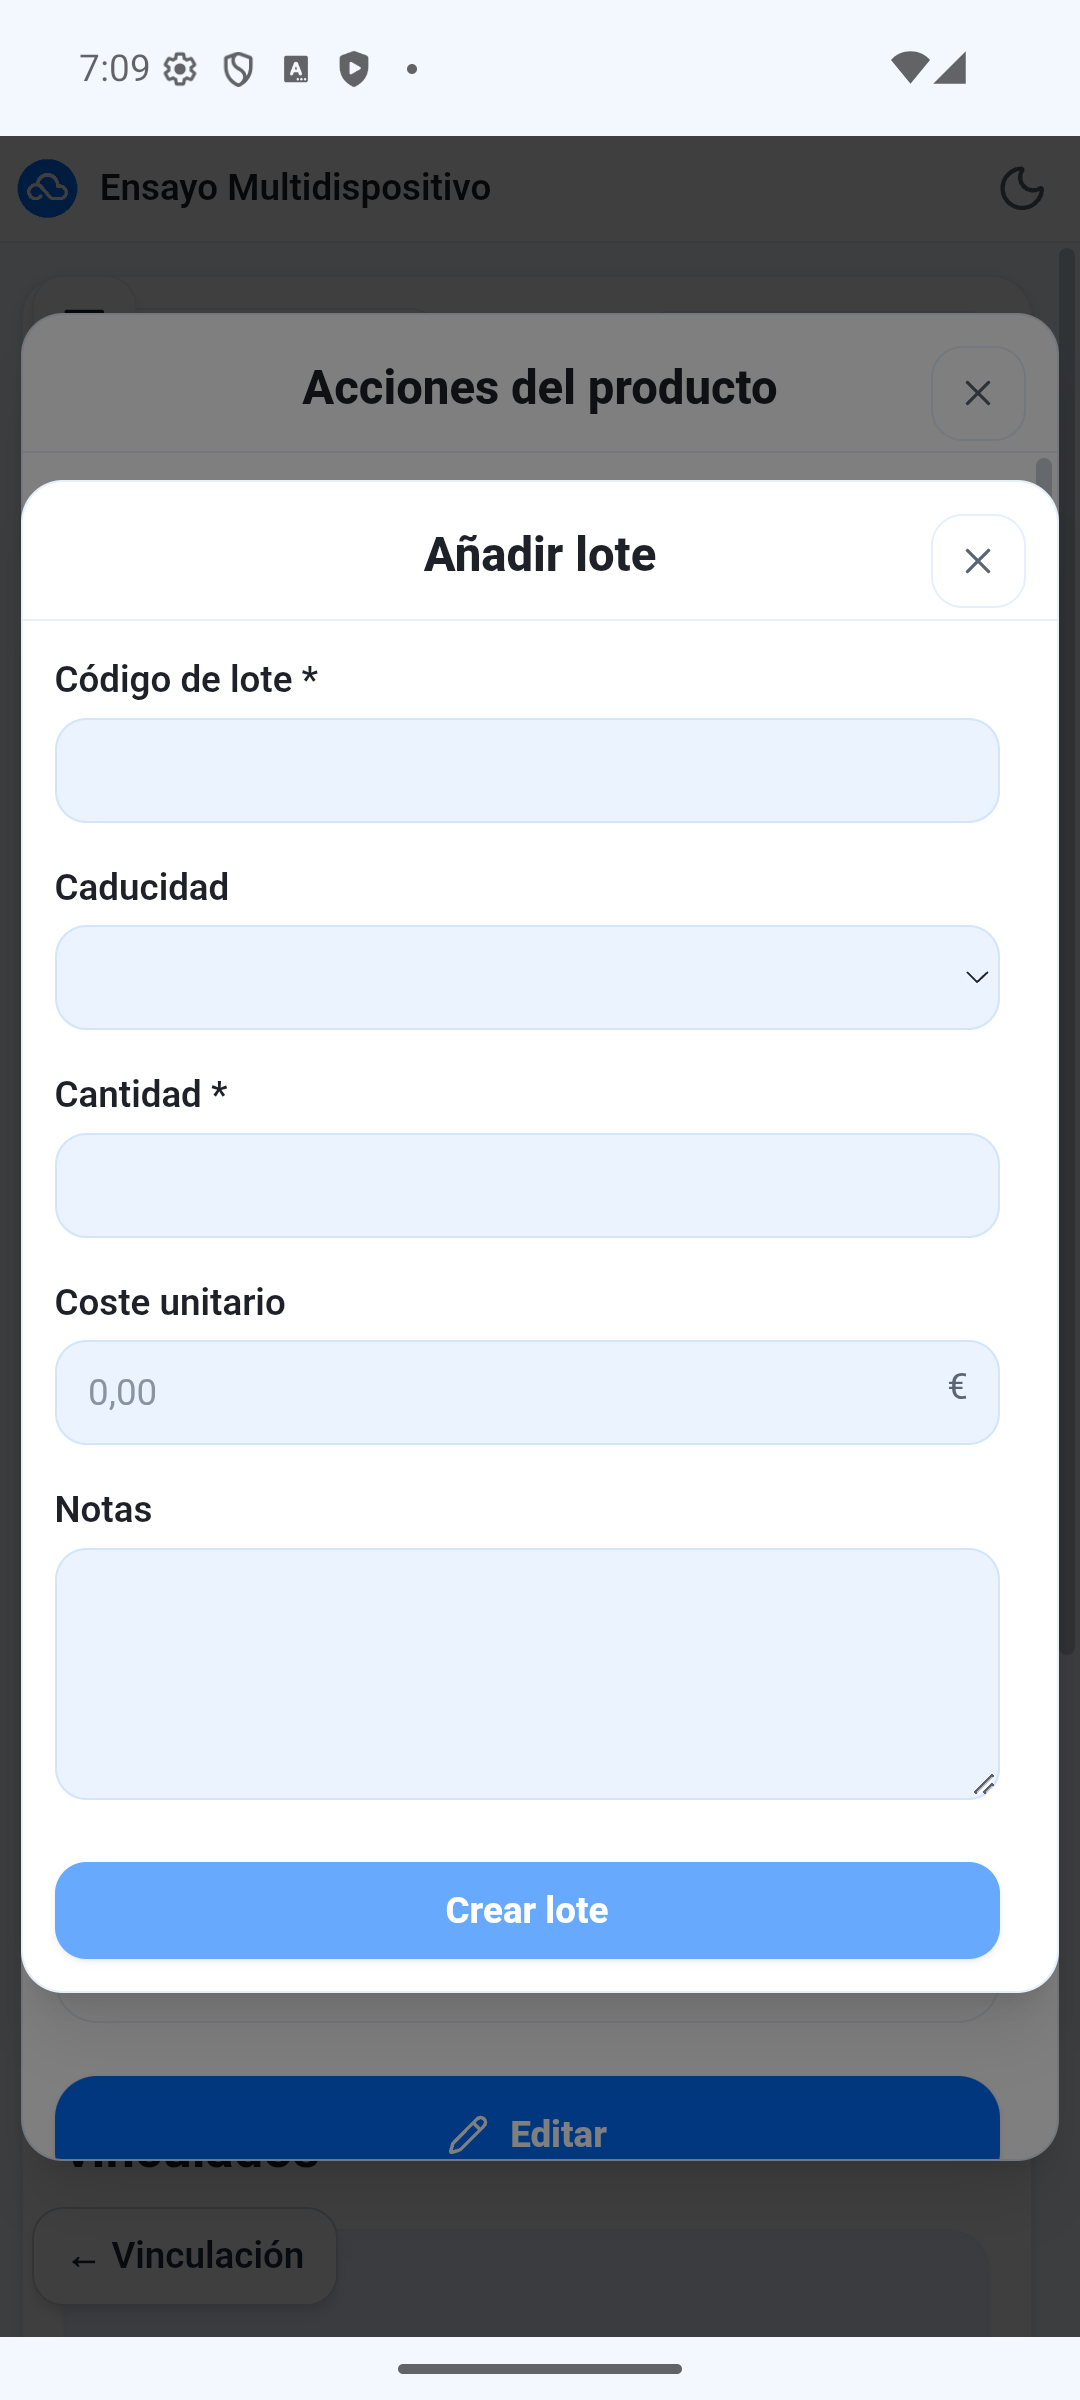 7:09
Ensayo Multidispositivo
Acciones del producto
Añadir lote
Código de lote *
Caducidad
Cantidad *
Coste unitario
0,00 €
Notas
Crear lote
Editar
Vinculados
← Vinculación